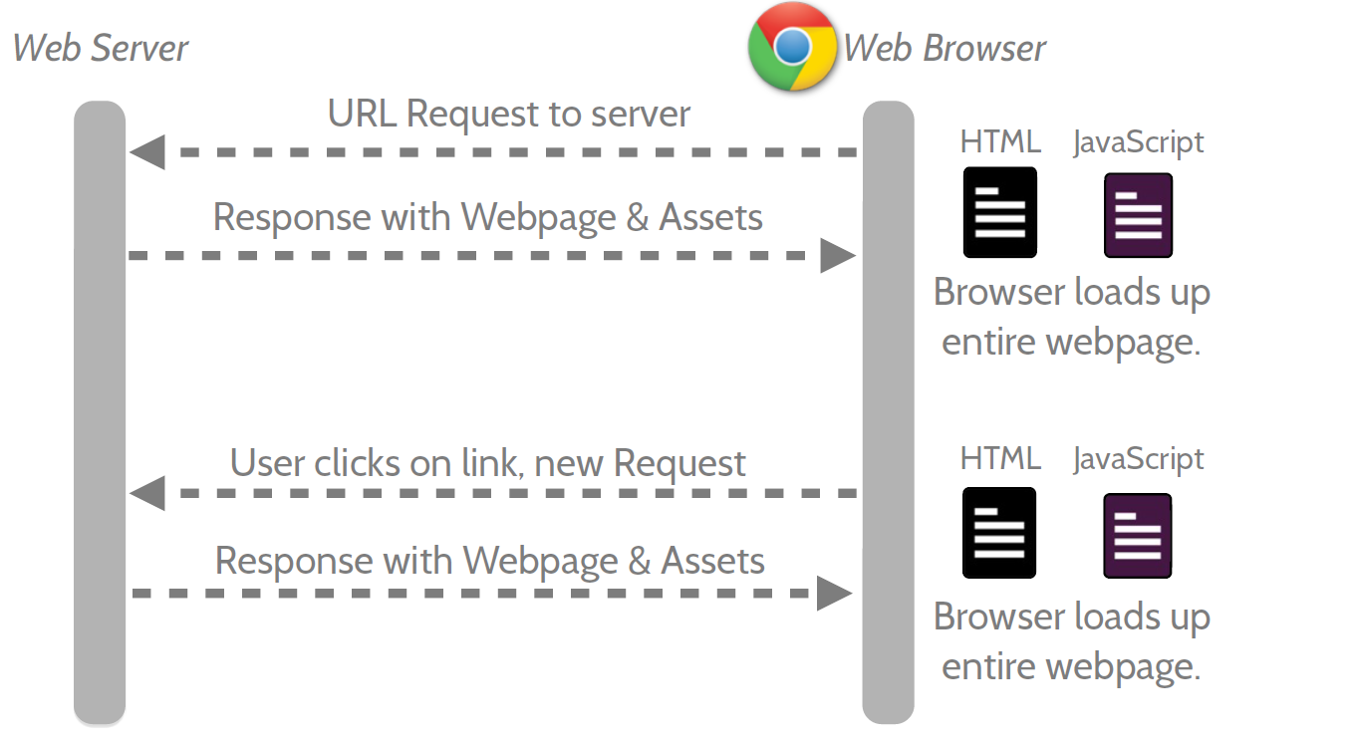 Web Server
Web Browser
URL Request to server
HTML JavaScript
Response with Webpage & Assets
Browser loads up
entire webpage.
User clicks on link, new Request
HTML JavaScript
Response with Webpage & Assets
Browser loads up
entire webpage.